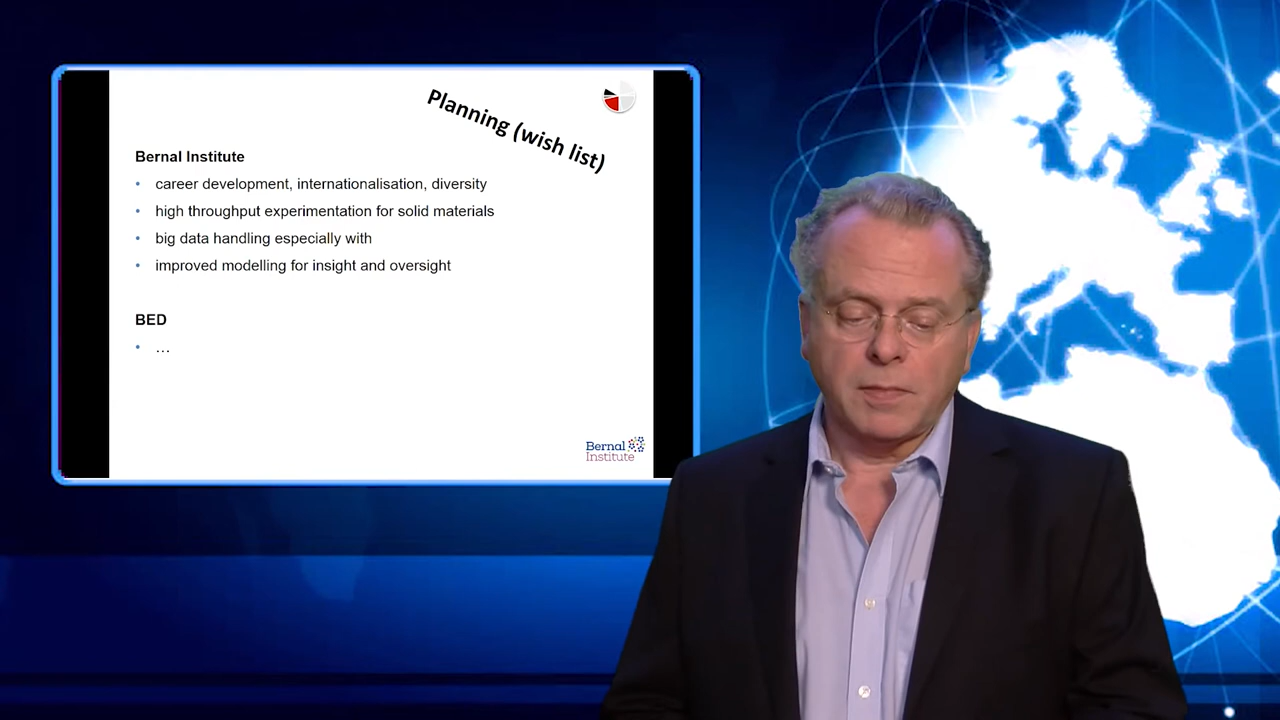 Planning (wish list)
Bernal Institute
• career development, internationalisation, diversity
• high throughput experimentation for solid materials
• big data handling especially with
• improved modelling for insight and oversight
BED
• …
Bernal
Institute